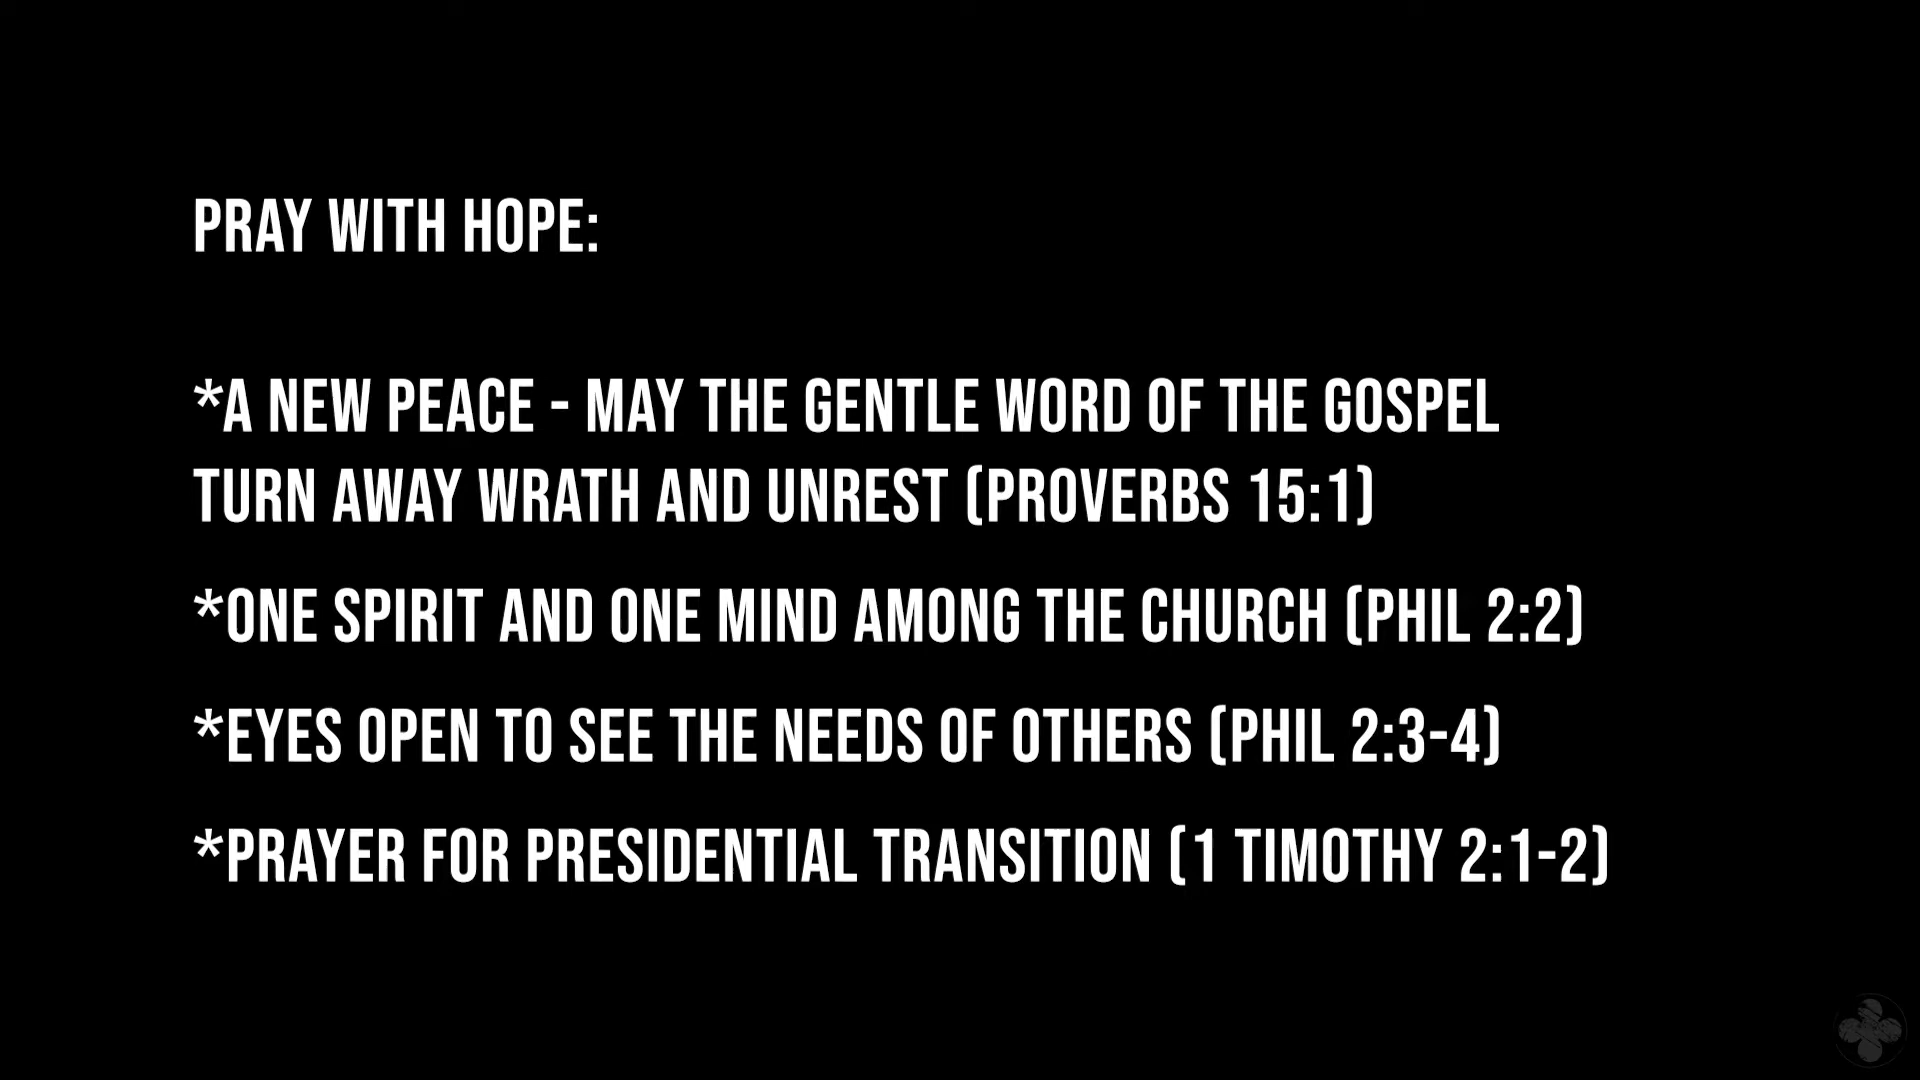 PRAY WITH HOPE:
*A NEW PEACE - MAY THE GENTLE WORD OF THE GOSPEL
TURN AWAY WRATH AND UNREST (PROVERBS 15:1)
*ONE SPIRIT AND ONE MIND AMONG THE CHURCH (PHIL 2:2)
*EYES OPEN TO SEE THE NEEDS OF OTHERS (PHIL 2:3-4)
*PRAYER FOR PRESIDENTIAL TRANSITION (1 TIMOTHY 2:1-2)